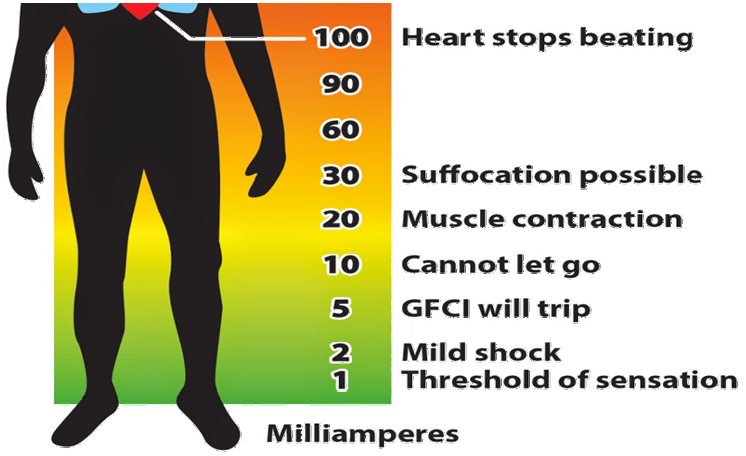 100 Heart stops beating
90
60
30 Suffocation possible
20 Muscle contraction
10 Cannot let go
5 GFCI will trip
2 Mild shock
1 Threshold of sensation
Milliamperes